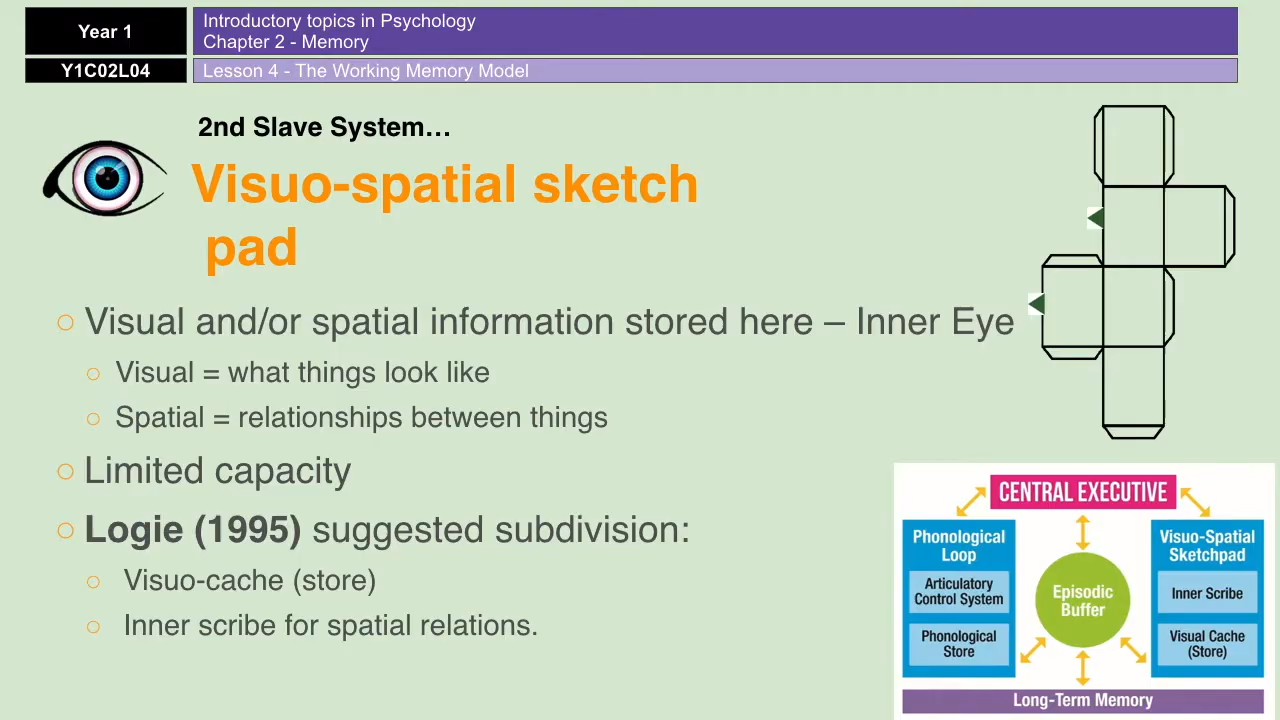 Year 1
Introductory topics in Psychology
Chapter 2 - Memory
Y1C02L04
Lesson 4 - The Working Memory Model
2nd Slave System…
Visuo-spatial sketch
pad
Visual and/or spatial information stored here – Inner Eye
Visual = what things look like
Spatial = relationships between things
Limited capacity
Logie (1995) suggested subdivision:
Visuo-cache (store)
Inner scribe for spatial relations.
CENTRAL EXECUTIVE
Phonological
Loop
Articulatory
Control System
Phonological
Store
Episodic
Buffer
Visuo-Spatial
Sketchpad
Inner Scribe
Visual Cache
(Store)
Long-Term Memory